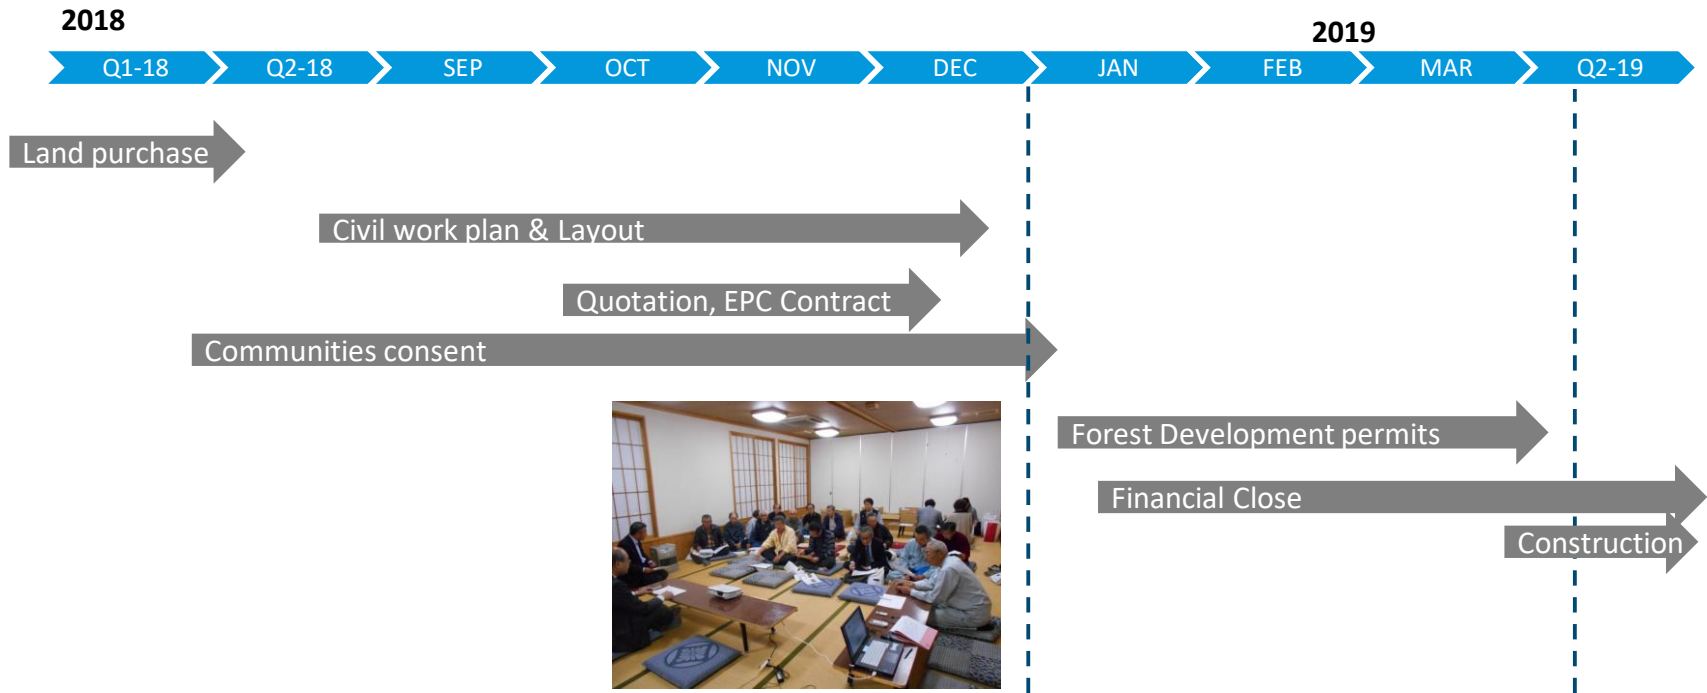 2018
2019
Q1-18
Q2-18
SEP
OCT
NOV
DEC
JAN
FEB
MAR
Q2-19
Land purchase
Civil work plan & Layout
Quotation, EPC Contract
Communities consent
Forest Development permits
Financial Close
Construction